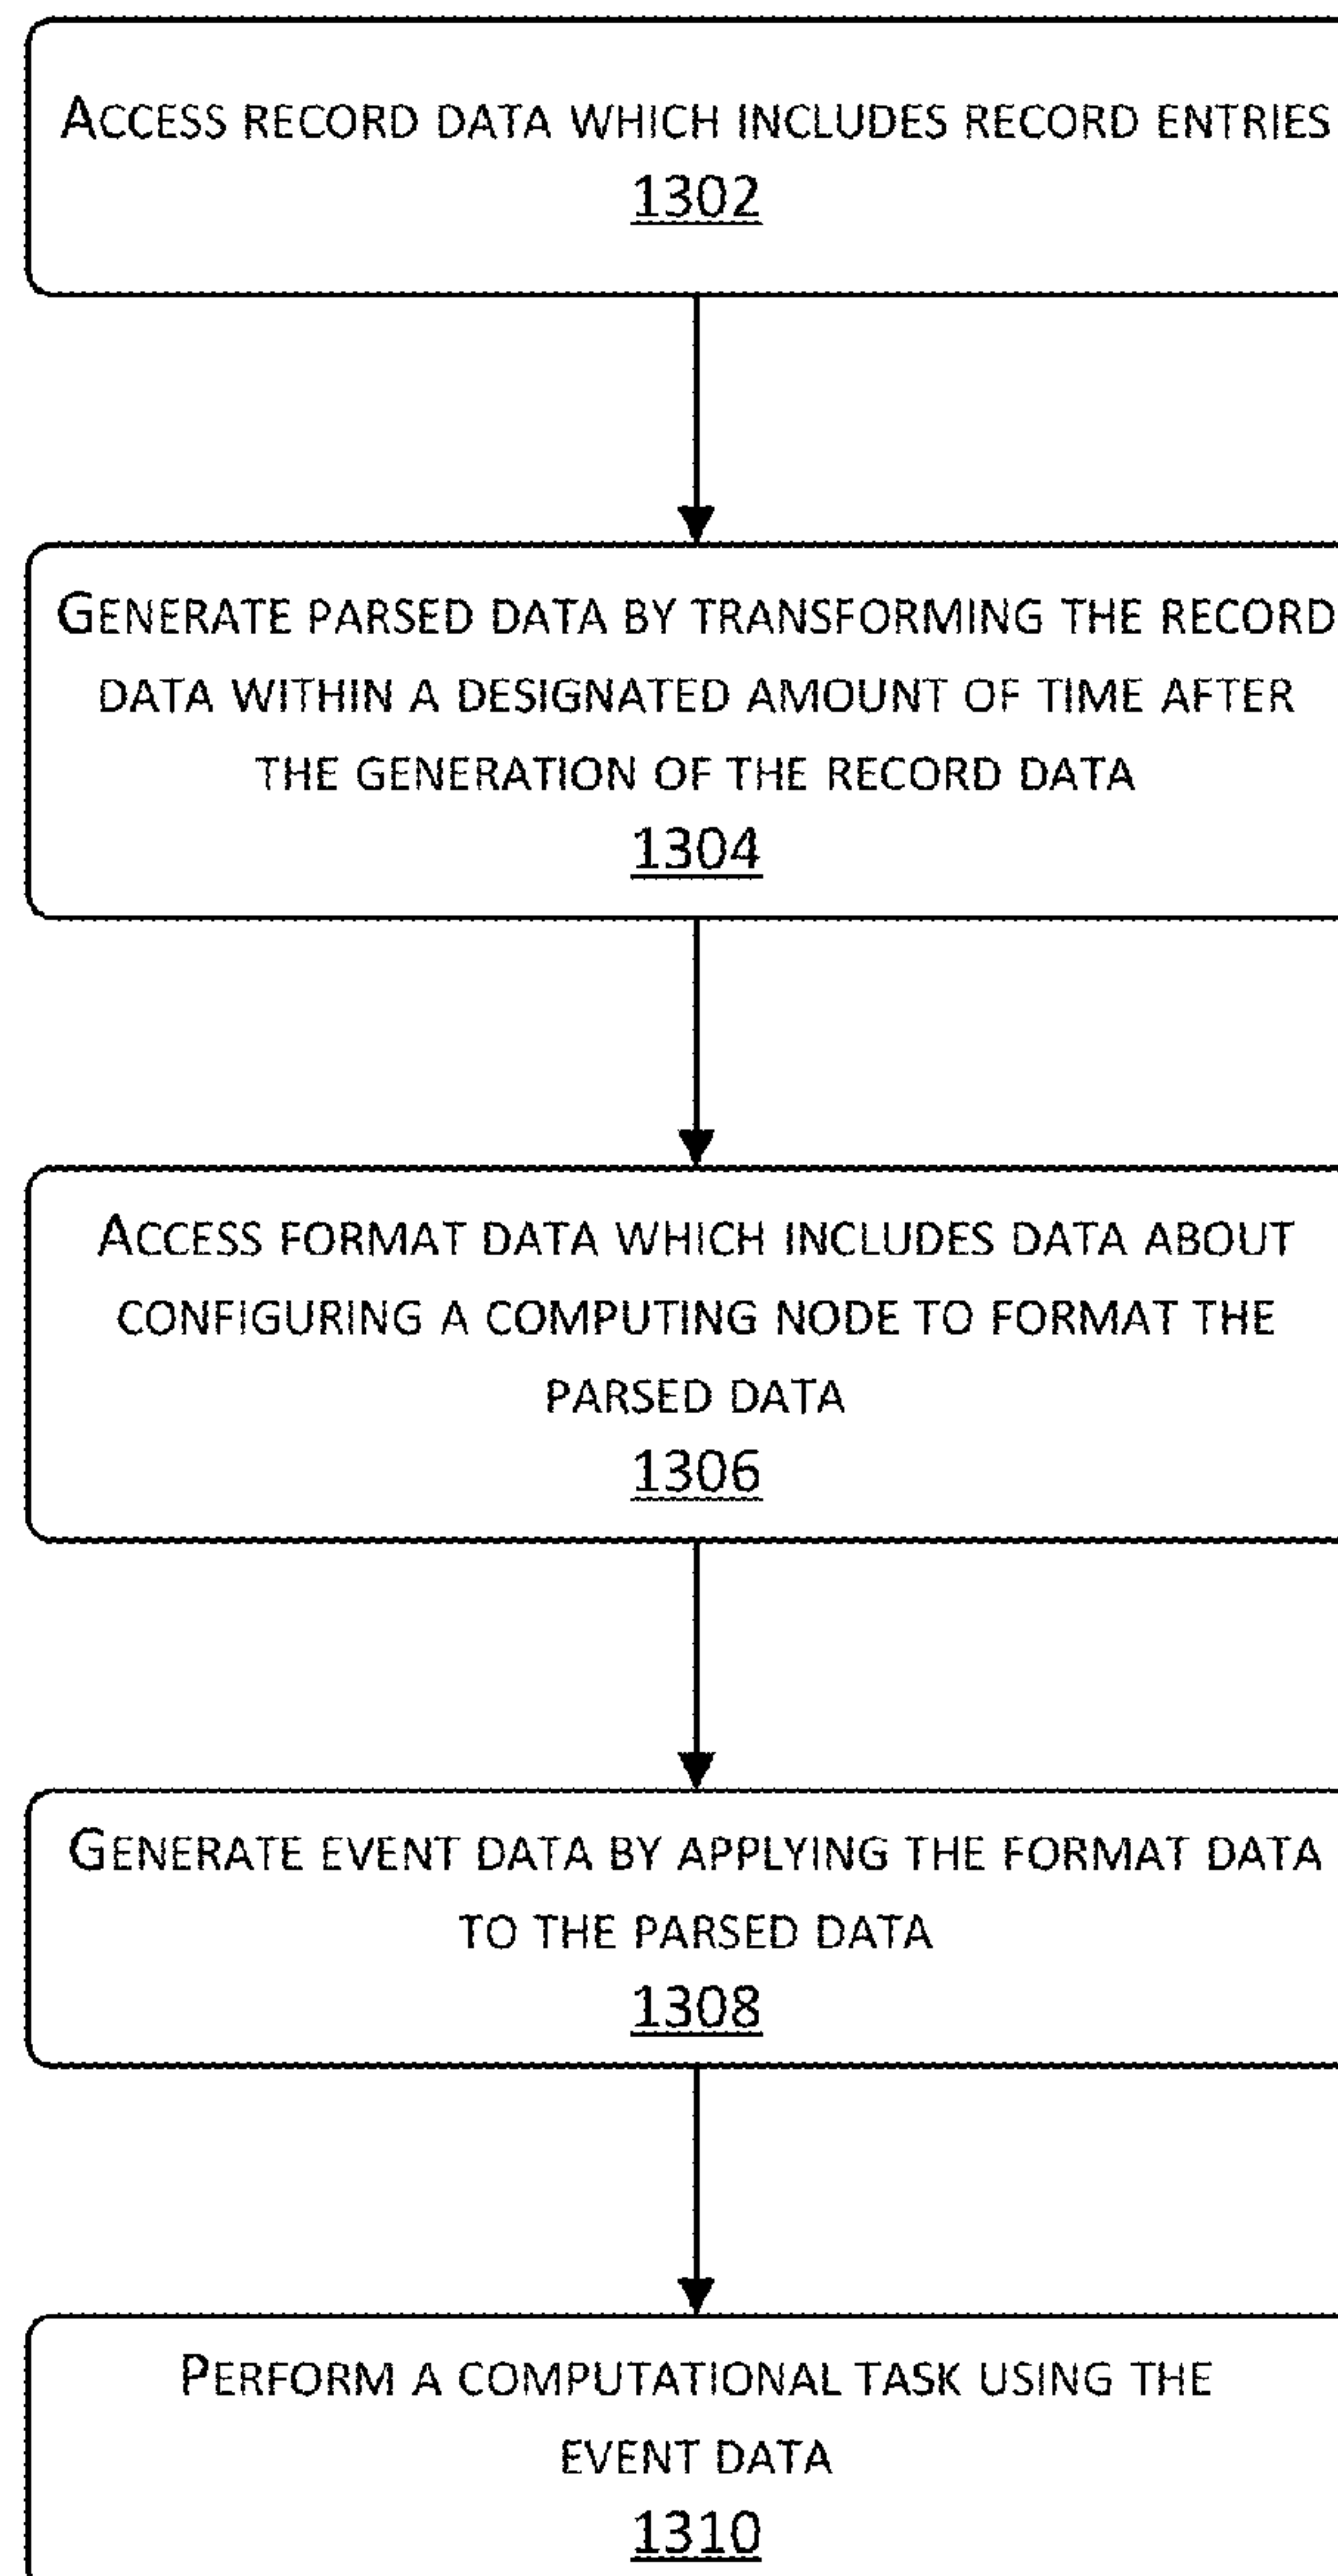 ACCESS RECORD DATA WHICH INCLUDES RECORD ENTRIES
1302
GENERATE PARSED DATA BY TRANSFORMING THE RECORD
DATA WITHIN A DESIGNATED AMOUNT OF TIME AFTER
THE GENERATION OF THE RECORD DATA
1304
ACCESS FORMAT DATA WHICH INCLUDES DATA ABOUT
CONFIGURING A COMPUTING NODE TO FORMAT THE
PARSED DATA
1306
GENERATE EVENT DATA BY APPLYING THE FORMAT DATA
TO THE PARSED DATA
1308
PERFORM A COMPUTATIONAL TASK USING THE
EVENT DATA
1310